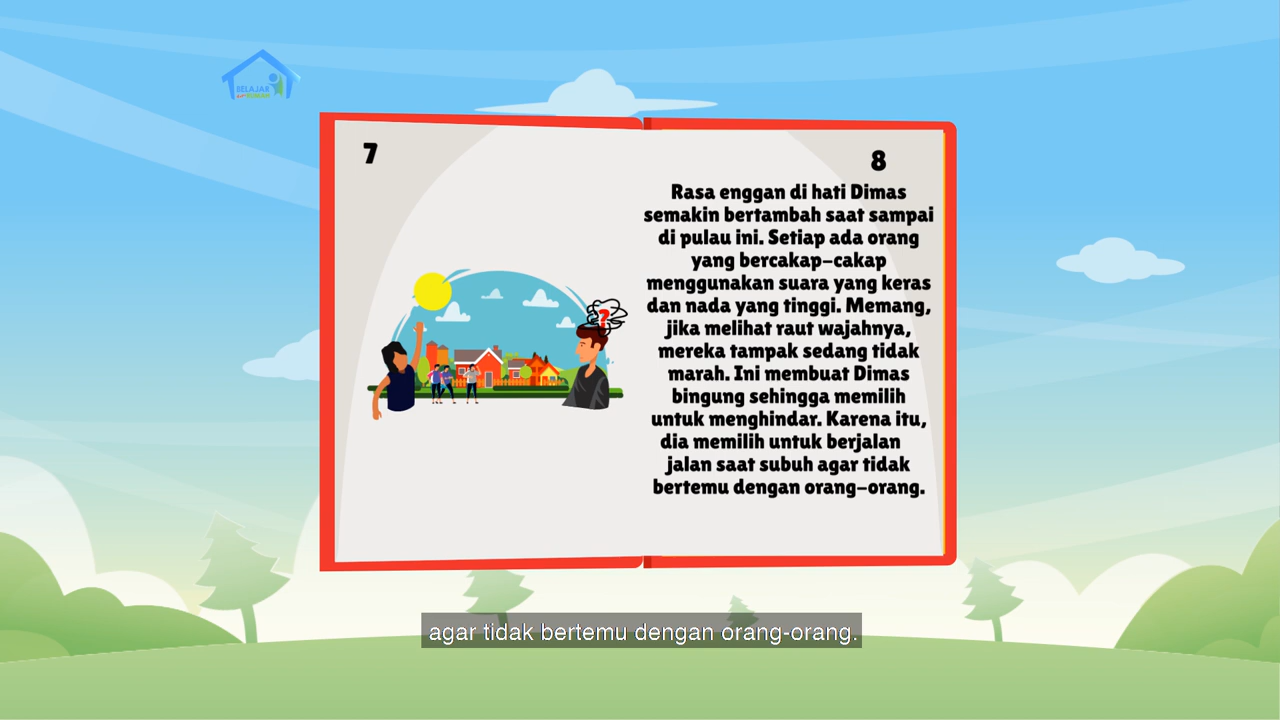 BELAJAR
7
8
Rasa enggan di hati Dimas
semakin bertambah saat sampai
di pulau ini. Setiap ada orang
yang bercakap-cakap
menggunakan suara yang keras
dan nada yang tinggi. Memang,
jika melihat raut wajahnya,
mereka tampak sedang tidak
marah. Ini membuat Dimas
bingung sehingga memilih
untuk menghindar. Karena itu,
dia memilih untuk berjalan
jalan saat subuh agar tidak
bertemu dengan orang-orang.
?
agar tidak bertemu dengan orang-orang.